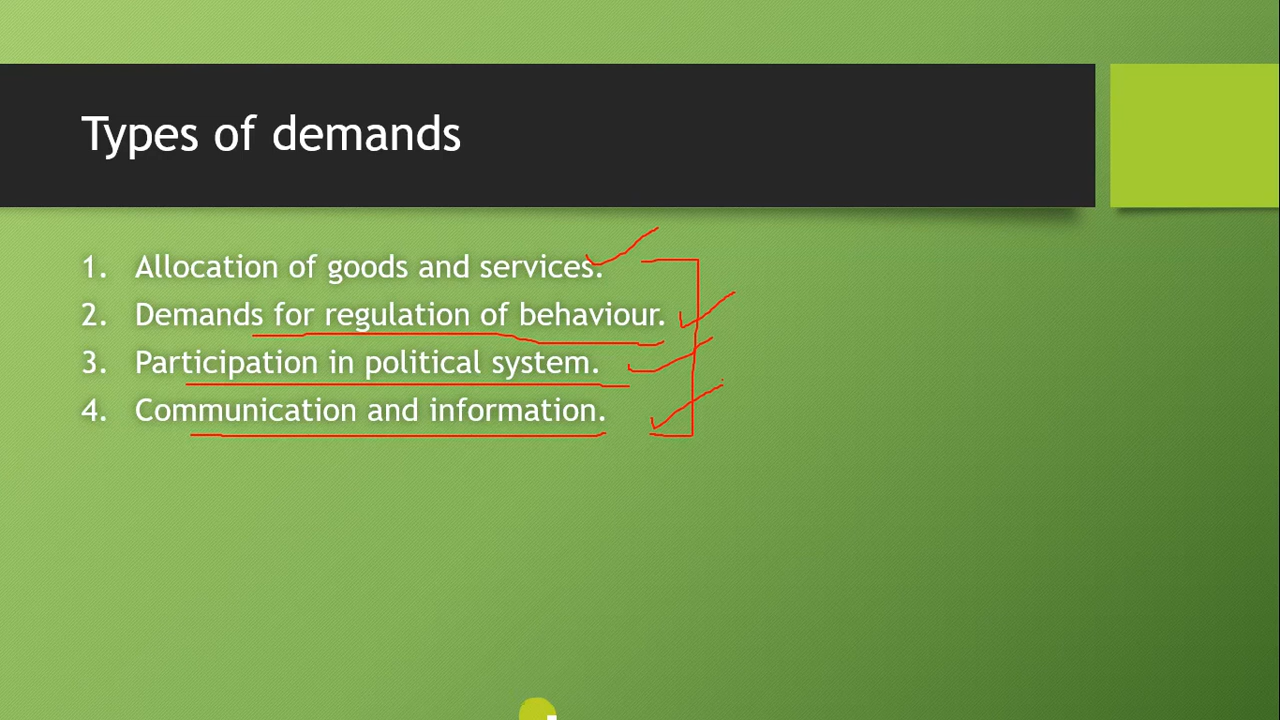 Types of demands
1. Allocation of goods and services.
2. Demands for regulation of behaviour.
3. Participation in political system.
4. Communication and information.